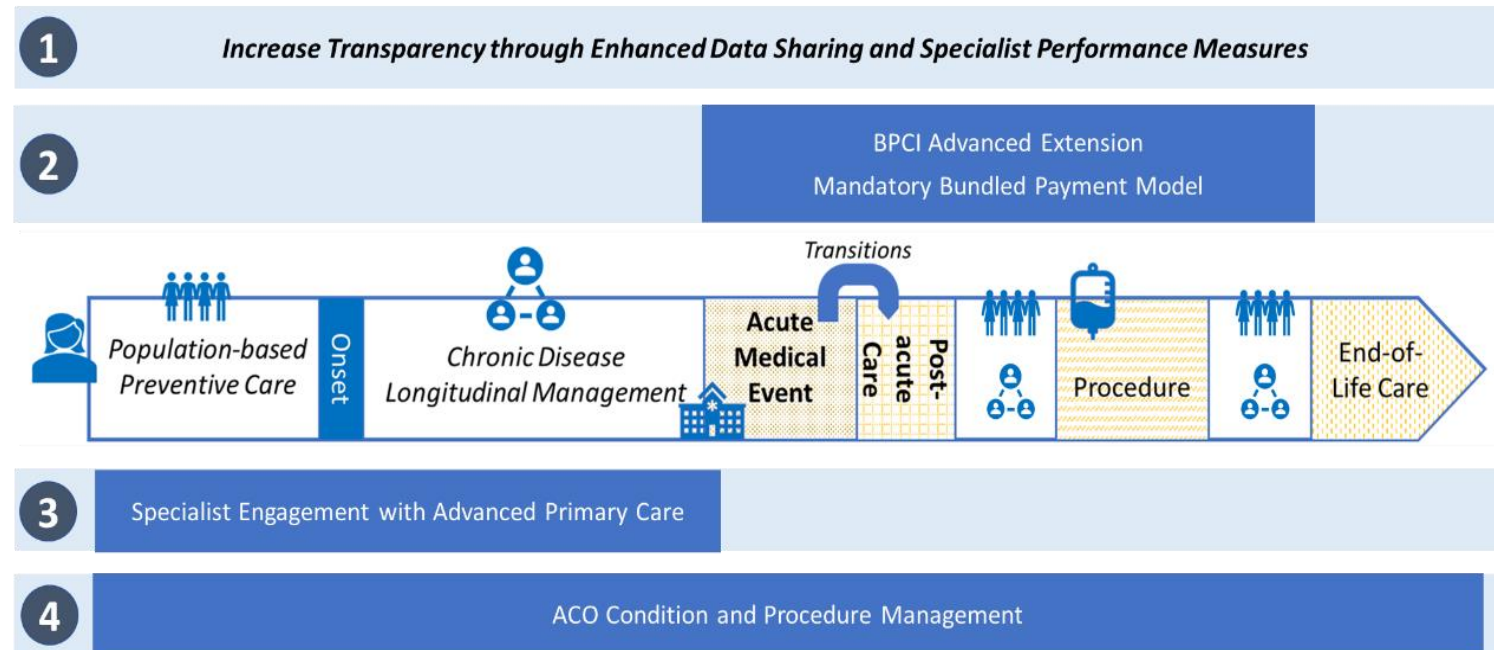 1
Increase Transparency through Enhanced Data Sharing and Specialist Performance Measures
2
BPCI Advanced Extension
Mandatory Bundled Payment Model
Transitions
Population-based
Preventive Care
Onset
Chronic Disease
Longitudinal Management
Acute
Medical
Event
Post-
acute
Care
Procedure
End-of-
Life Care
3
Specialist Engagement with Advanced Primary Care
4
ACO Condition and Procedure Management